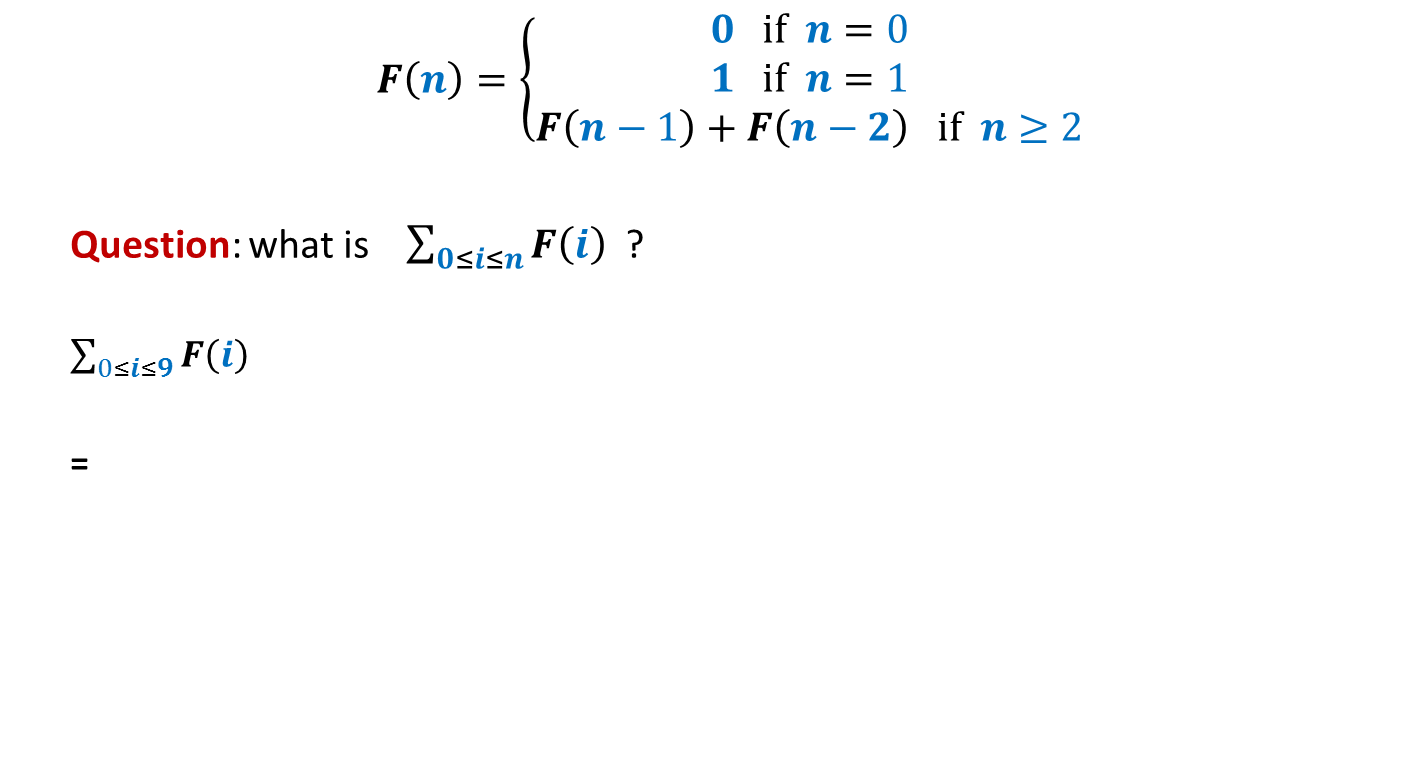 0 if n = 0
1 if n = 1
F(n) = {
F(n − 1) + F(n − 2) if n ≥ 2
Question: what is ∑0≤i≤n F(i) ?
∑0≤i≤9 F(i)
=